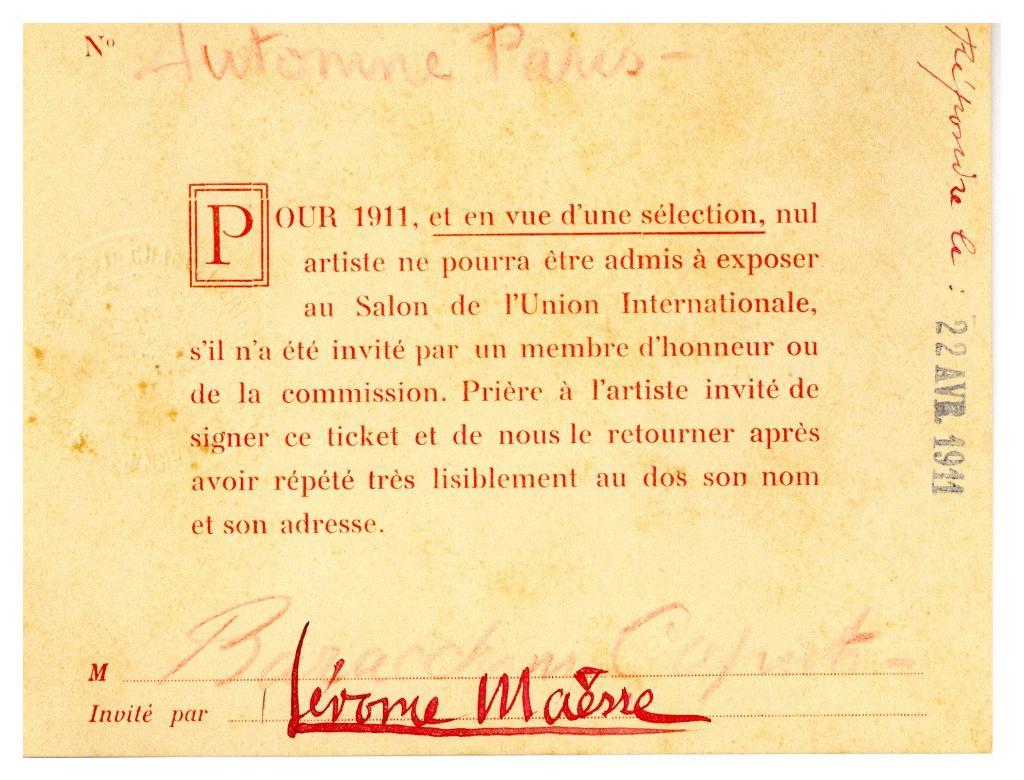 N° Automne Paris –
POUR 1911, et en vue d'une sélection, nul
artiste ne pourra être admis à exposer
au Salon de l'Union Internationale,
s'il n'a été invité par un membre d'honneur ou
de la commission. Prière à l'artiste invité de
signer ce ticket et de nous le retourner après
avoir répété très lisiblement au dos son nom
et son adresse.
M
Invité par Jérome Maësse
Répondre le : 22 AVR. 1911